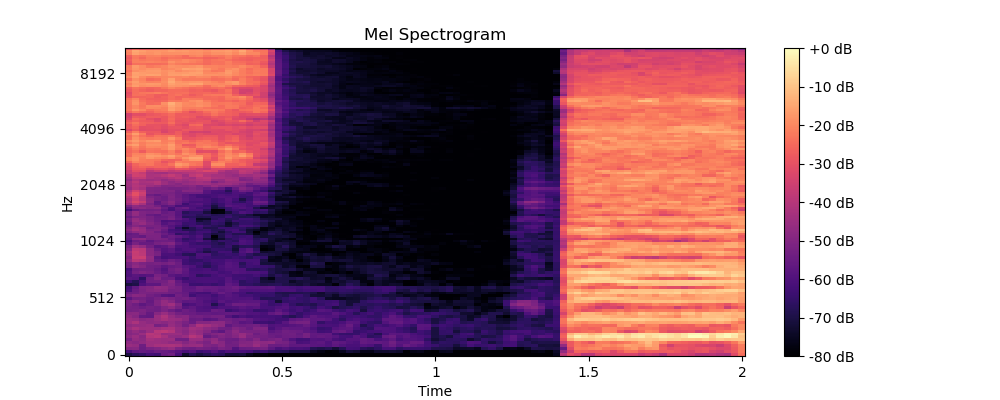 Mel Spectrogram
Hz
8192
4096
2048
1024
512
0
0
0.5
1
1.5
2
Time
+0 dB
-10 dB
-20 dB
-30 dB
-40 dB
-50 dB
-60 dB
-70 dB
-80 dB